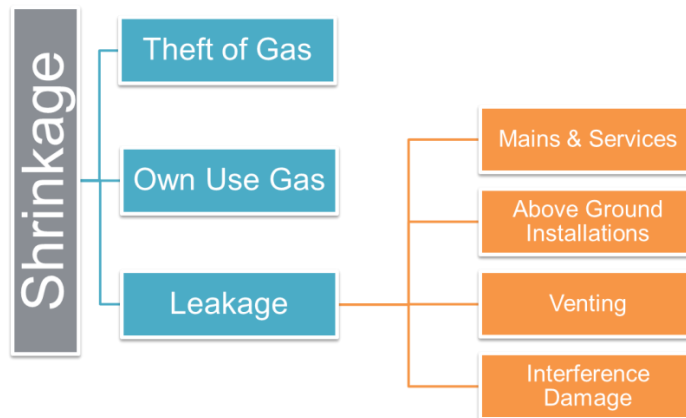 Shrinkage
Theft of Gas
Own Use Gas
Leakage
Mains & Services
Above Ground
Installations
Venting
Interference
Damage